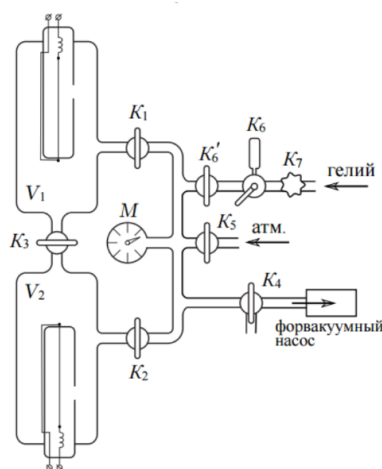 K₁
K₆
K₆′
K₇
гелий
V₁
M
K₃
K₅
атм.
V₂
K₄
K₂
форвакуумный
насос